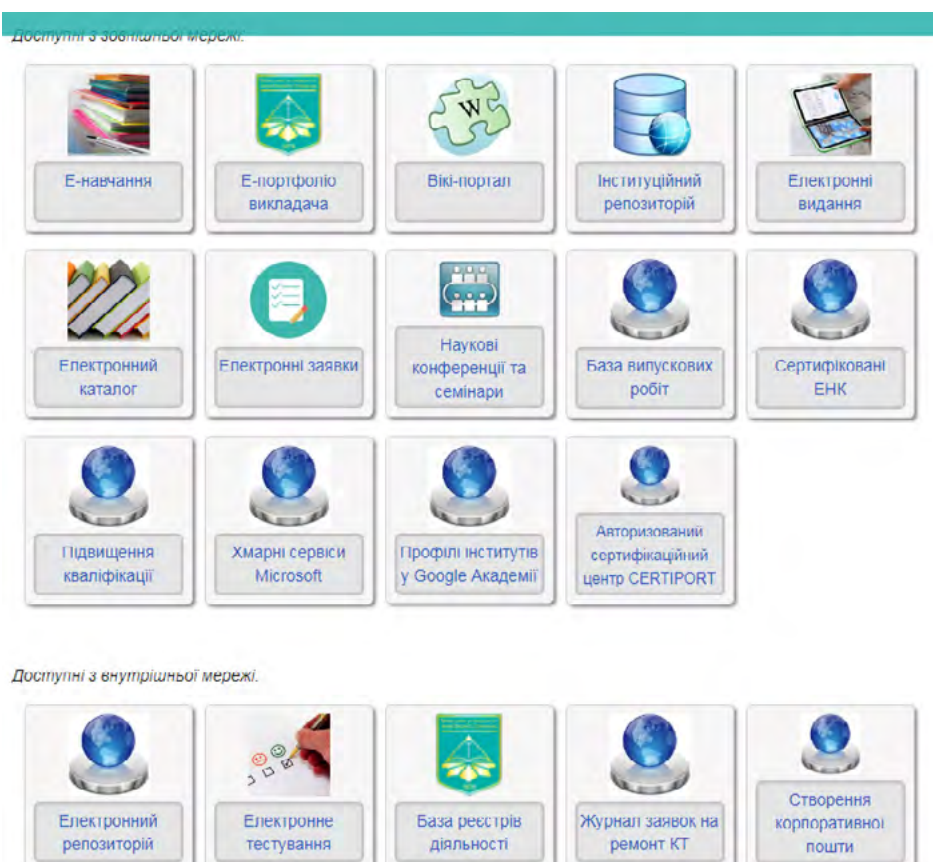 Доступні з зовнішньої мережі:
Е-навчання
Е-портфоліо
викладача
W
Вікі-портал
Інституційний
репозиторій
Електронні
видання
Електронний
каталог
Електронні заявки
Наукові
конференції та
семінари
База випускових
робіт
Сертифіковані
ЕНК
Підвищення
кваліфікації
Хмарні сервіси
Microsoft
Профілі інститутів
у Google Академії
Авторизований
сертифікаційний
центр CERTIPORT
Доступні з внутрішньої мережі:
Електронний
репозиторій
Електронне
тестування
База реєстрів
діяльності
Журнал заявок на
ремонт КТ
Створення
корпоративної
пошти